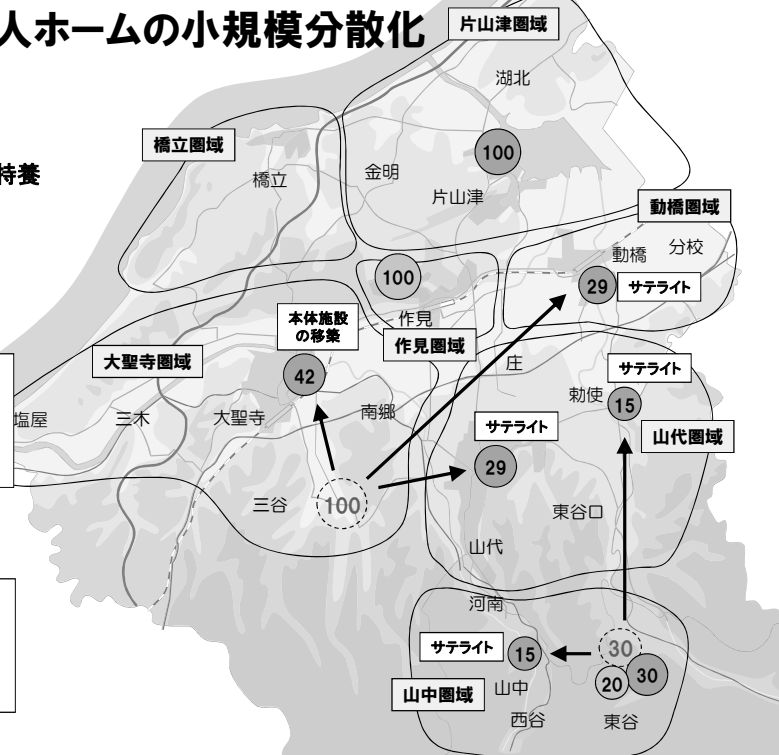 人ホームの小規模分散化
片山津圏域
湖北
橋立圏域
100
特養
橋立
金明
片山津
動橋圏域
動橋
分校
100
29
サテライト
本体施設
の移築
作見
作見圏域
大聖寺圏域
42
庄
サテライト
勅使
15
塩屋
三木
大聖寺
南郷
サテライト
山代圏域
29
三谷
100
東谷口
山代
河南
サテライト
15
30
20
30
山中圏域
山中
西谷
東谷